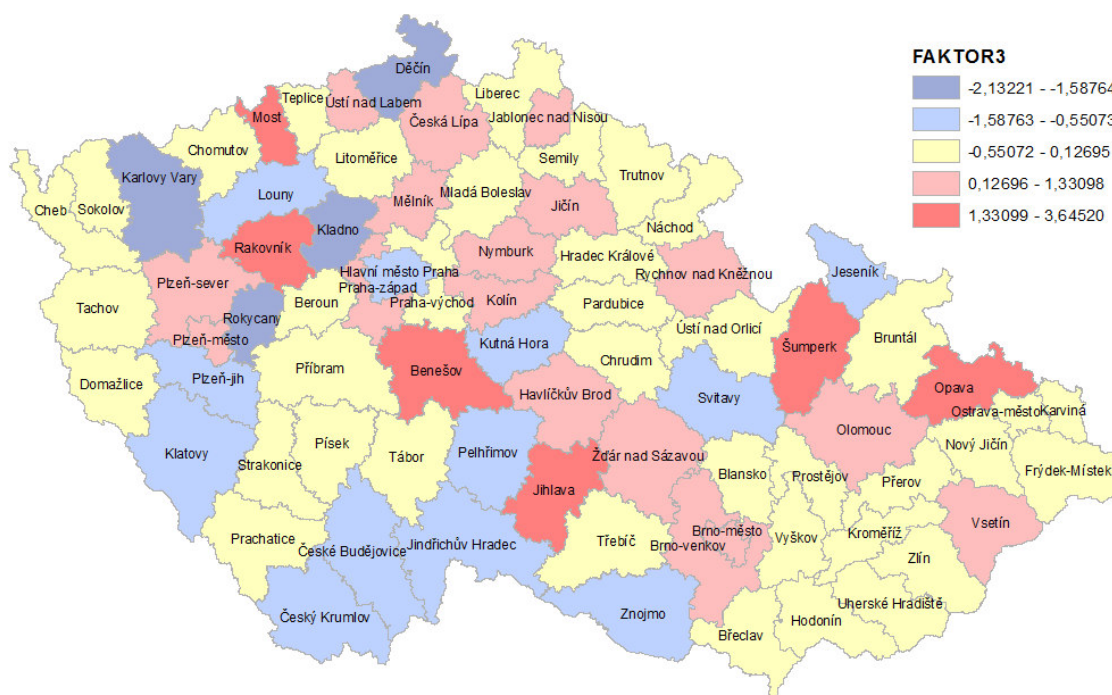 FAKTOR3
-2,13221 - -1,58764
-1,58763 - -0,55073
-0,55072 - 0,12695
0,12696 - 1,33098
1,33099 - 3,64520
Děčín
Teplice
Ústí nad Labem
Liberec
Most
Jablonec nad Nisou
Česká Lípa
Chomutov
Litoměřice
Semily
Trutnov
Karlovy Vary
Louny
Mladá Boleslav
Cheb
Sokolov
Mělník
Jičín
Náchod
Kladno
Rakovník
Nymburk
Hradec Králové
Plzeň-sever
Hlavní město Praha
Rychnov nad Kněžnou
Jeseník
Praha-západ
Tachov
Beroun
Praha-východ
Kolín
Pardubice
Rokycany
Ústí nad Orlicí
Bruntál
Plzeň-město
Kutná Hora
Šumperk
Příbram
Chrudim
Benešov
Plzeň-jih
Domažlice
Opava
Havlíčkův Brod
Svitavy
Ostrava-město
Karviná
Olomouc
Písek
Nový Jičín
Klatovy
Pelhřimov
Žďár nad Sázavou
Tábor
Strakonice
Blansko
Prostějov
Frýdek-Místek
Přerov
Jihlava
Vsetín
Brno-město
Vyškov
Kroměříž
Prachatice
České Budějovice
Jindřichův Hradec
Třebíč
Brno-venkov
Zlín
Uherské Hradiště
Český Krumlov
Znojmo
Hodonín
Břeclav